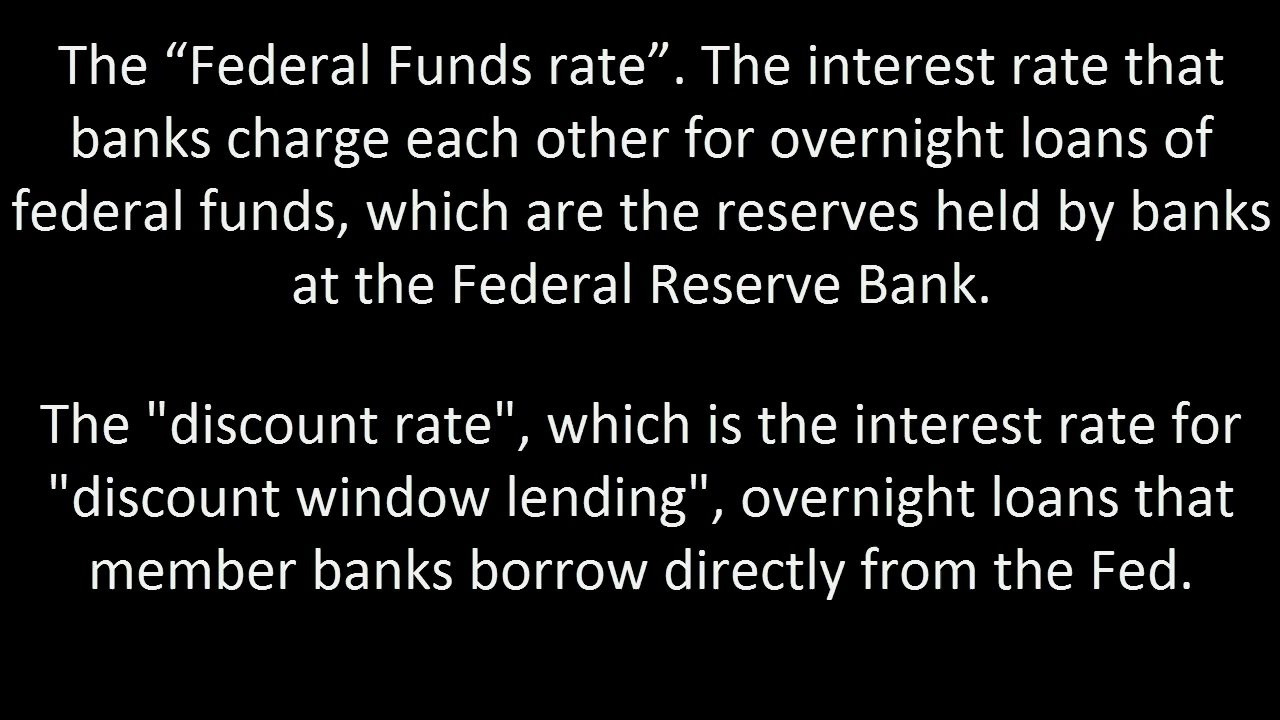 The “Federal Funds rate”. The interest rate that
banks charge each other for overnight loans of
federal funds, which are the reserves held by banks
at the Federal Reserve Bank.
The "discount rate", which is the interest rate for
"discount window lending", overnight loans that
member banks borrow directly from the Fed.